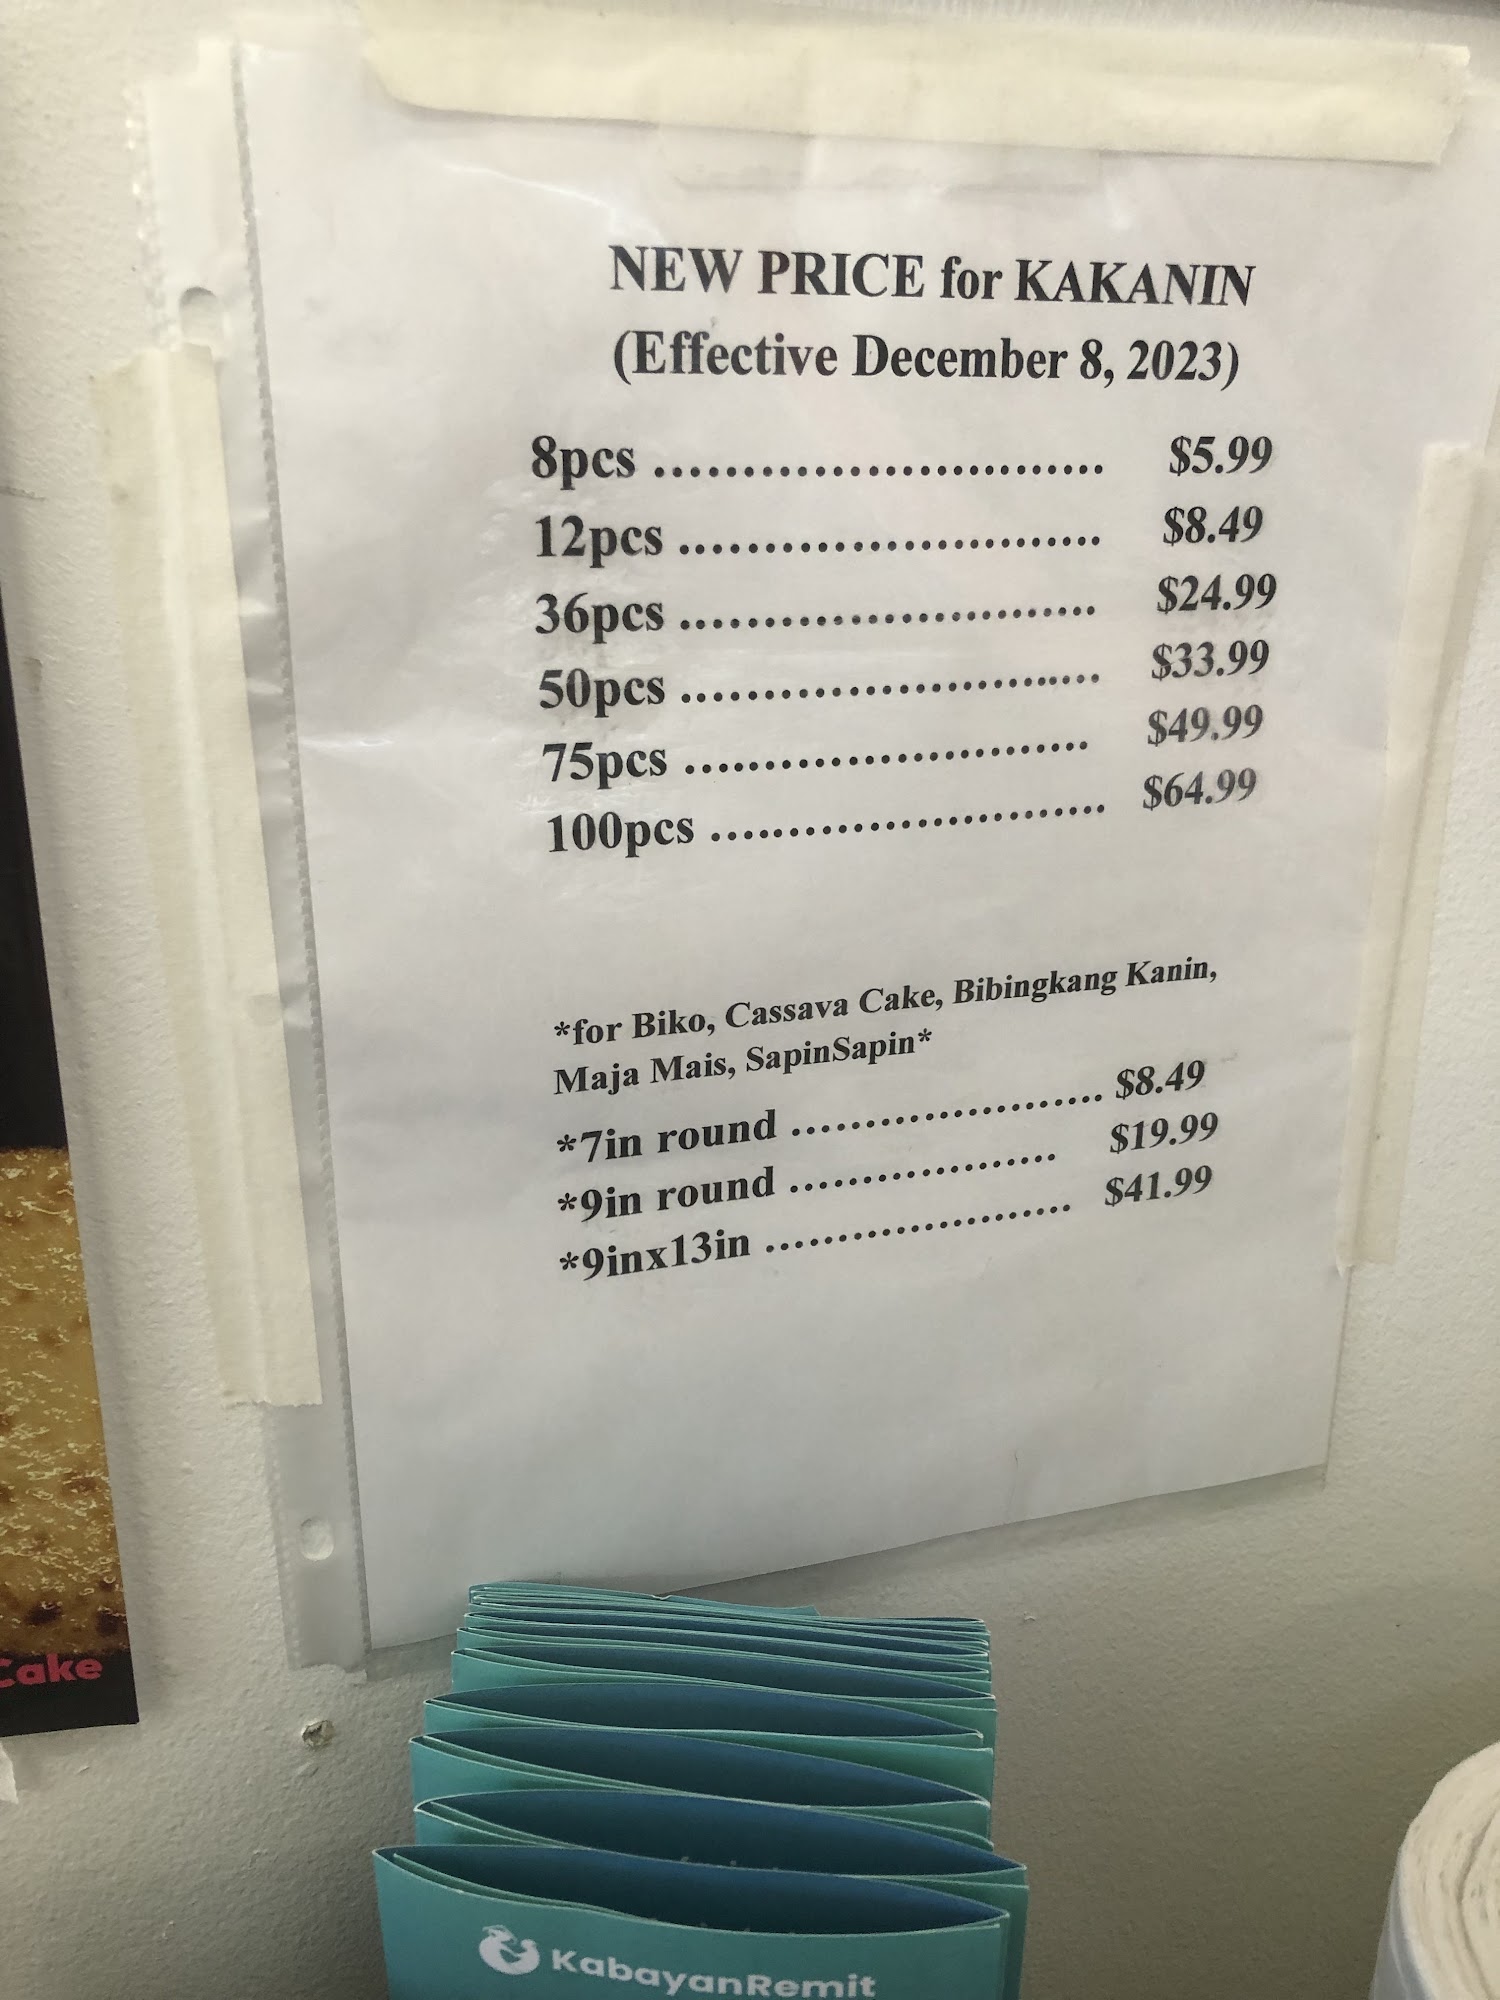 NEW PRICE for KAKANIN
(Effective December 8, 2023)
8pcs ............................. $5.99
12pcs ........................... $8.49
36pcs .......................... $24.99
50pcs .......................... $33.99
75pcs ......................... $49.99
100pcs ......................... $64.99
*for Biko, Cassava Cake, Bibingkang Kanin,
Maja Mais, SapinSapin*
*7in round ...................... $8.49
*9in round ................... $19.99
*9inx13in ...................... $41.99
Cake
KabayanRemit